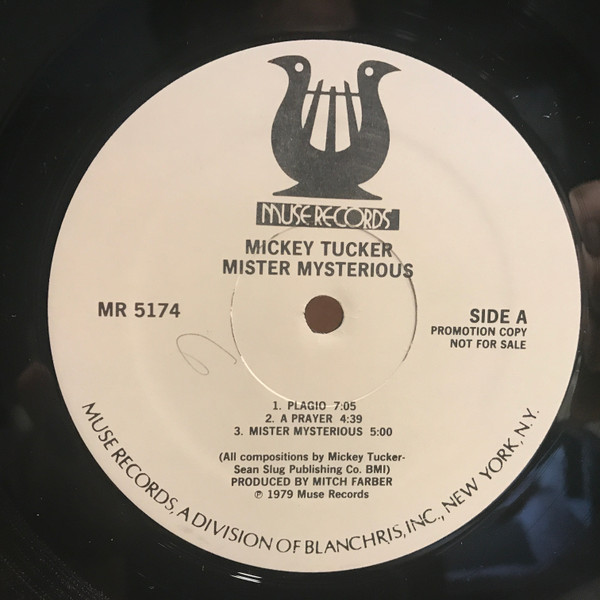 MUSE RECORDS
MICKEY TUCKER
MISTER MYSTERIOUS
MR 5174
SIDE A
PROMOTION COPY
NOT FOR SALE
1. PLAGIO 7:05
2. A PRAYER 4:39
3. MISTER MYSTERIOUS 5:00
(All compositions by Mickey Tucker-
Sean Slug Publishing Co. BMI)
PRODUCED BY MITCH FARBER
℗ 1979 Muse Records
MUSE RECORDS, A DIVISION OF BLANCHRIS, INC., NEW YORK, N.Y.